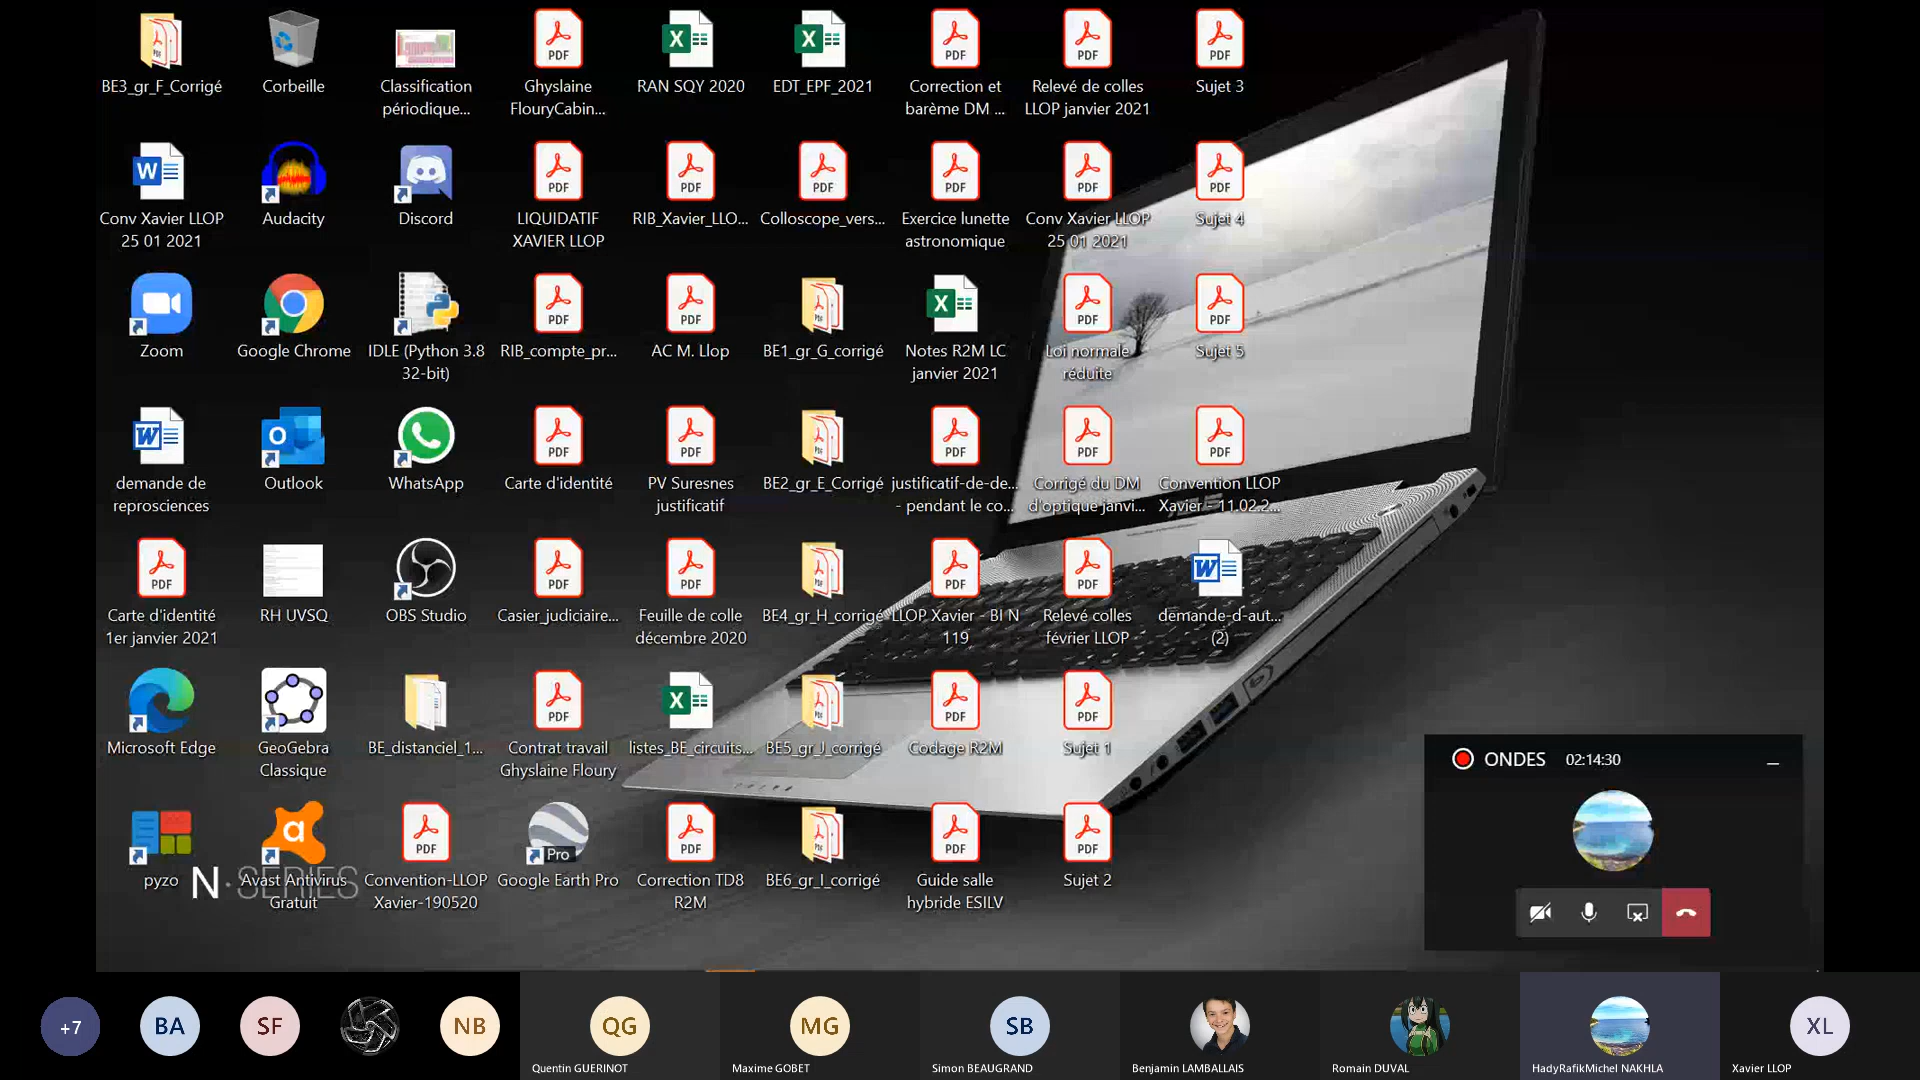 BE3_gr_F_Corrigé
Corbeille
Classification
périodique...
Ghyslaine
FlouryCabin...
RAN SQY 2020
EDT_EPF_2021
Correction et
barème DM ...
Relevé de colles
LLOP janvier 2021
Sujet 3
Conv Xavier LLOP
25 01 2021
Audacity
Discord
LIQUIDATIF
XAVIER LLOP
RIB_Xavier_LLO...
Colloscope_vers...
Exercice lunette
astronomique
Conv Xavier LLOP
25 01 2021
Sujet 4
Zoom
Google Chrome
IDLE (Python 3.8
32-bit)
RIB_compte_pr...
AC M. Llop
BE1_gr_G_corrigé
Notes R2M LC
janvier 2021
Loi normale
réduite
Sujet 5
demande de
reprosciences
Outlook
WhatsApp
Carte d'identité
PV Suresnes
justificatif
BE2_gr_E_Corrigé
justificatif-de-de...
- pendant le co...
Corrigé du DM
d'optique janvi...
Convention LLOP
Xavier - 11.02.2...
Carte d'identité
1er janvier 2021
RH UVSQ
OBS Studio
Casier_judiciaire...
Feuille de colle
décembre 2020
BE4_gr_H_corrigé
LLOP Xavier - BI N
119
Relevé colles
février LLOP
demande-d-aut...
(2)
Microsoft Edge
GeoGebra
Classique
BE_distanciel_1...
Contrat travail
Ghyslaine Floury
listes_BE_circuits...
BE5_gr_J_corrigé
Codage R2M
Sujet 1
ONDES 02:14:30
pyzo
N·SERIES
Avast Antivirus
Gratuit
Convention-LLOP
Xavier-190520
Pro
Google Earth Pro
Correction TD8
R2M
BE6_gr_I_corrigé
Guide salle
hybride ESILV
Sujet 2
+7
BA
SF
NB
QG
Quentin GUERINOT
MG
Maxime GOBET
SB
Simon BEAUGRAND
Benjamin LAMBALLAIS
Romain DUVAL
HadyRafikMichel NAKHLA
XL
Xavier LLOP